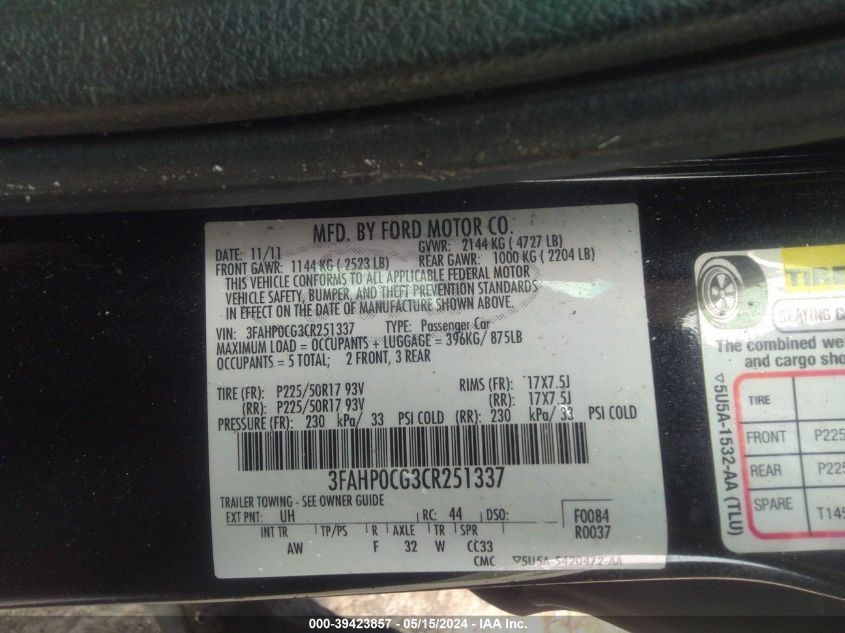 MFD. BY FORD MOTOR CO.
DATE: 11/11 GVWR: 2144 KG ( 4727 LB)
FRONT GAWR: 1144 KG ( 2523 LB) REAR GAWR: 1000 KG ( 2204 LB)
THIS VEHICLE CONFORMS TO ALL APPLICABLE FEDERAL MOTOR
VEHICLE SAFETY, BUMPER, AND THEFT PREVENTION STANDARDS
IN EFFECT ON THE DATE OF MANUFACTURE SHOWN ABOVE.
VIN: 3FAHP0CG3CR251337 TYPE: Passenger Car
MAXIMUM LOAD = OCCUPANTS + LUGGAGE = 396KG/ 875LB
OCCUPANTS = 5 TOTAL; 2 FRONT, 3 REAR
TIRE (FR): P225/50R17 93V RIMS (FR): 17X7.5J
(RR): P225/50R17 93V (RR): 17X7.5J
PRESSURE (FR): 230 kPa/ 33 PSI COLD (RR): 230 kPa/ 33 PSI COLD
3FAHP0CG3CR251337
TRAILER TOWING - SEE OWNER GUIDE
EXT PNT: UH RC: 44 DSO: F0084
INT TR TP/PS R AXLE TR SPR R0037
AW F 32 W CC33
CMC ▽5U5A-5420472-AA
TIRE
SEATING
The combined
and cargo
TIRE
FRONT P225
REAR P225
SPARE T145
▽5U5A-1532-AA (TLU)
000-39423857 - 05/15/2024 - IAA Inc.